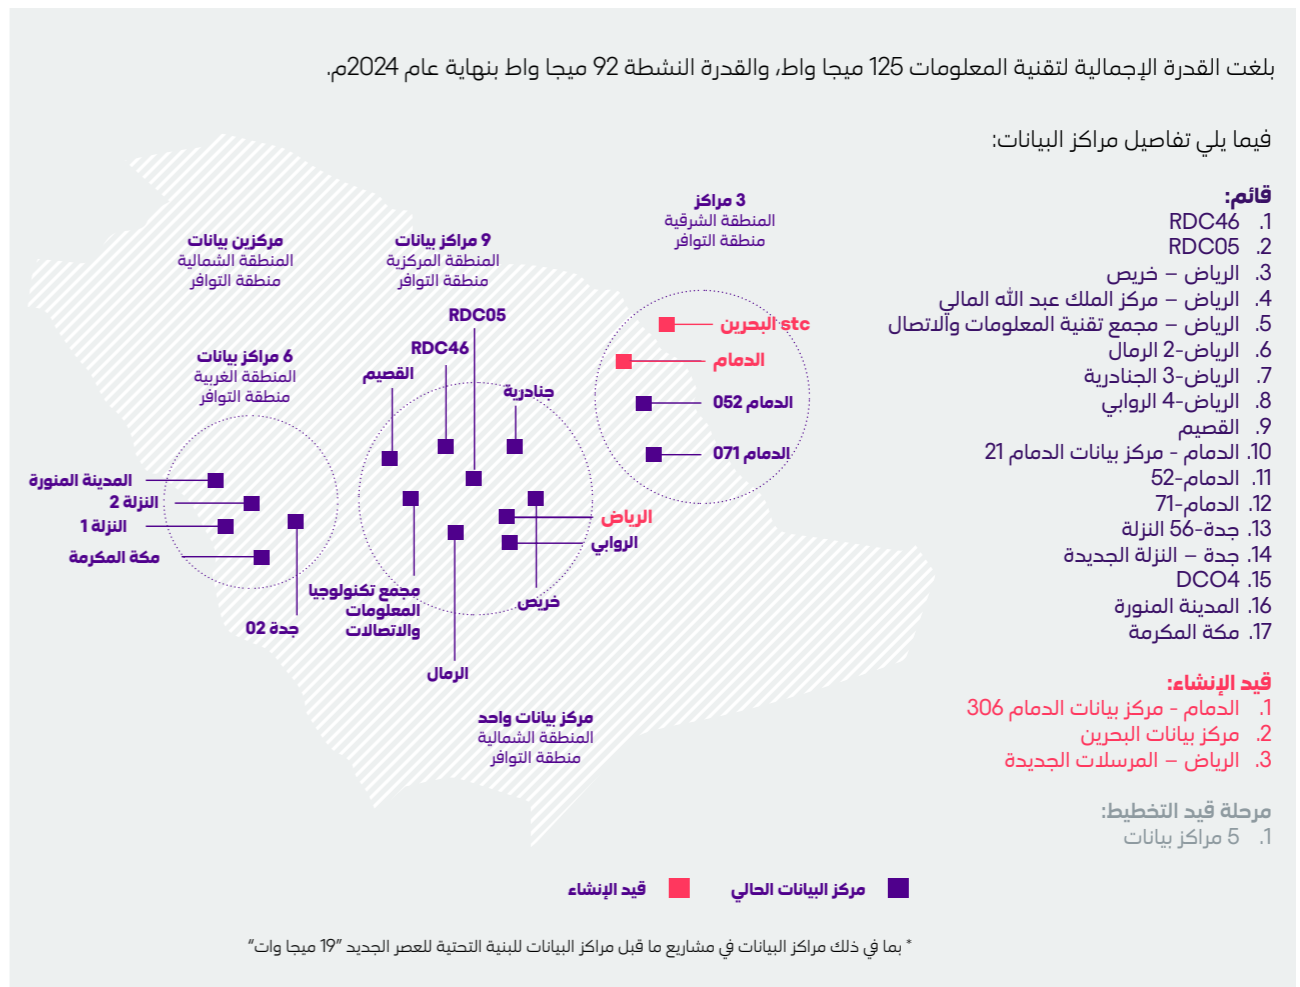 بلغت القدرة الإجمالية لتقنية المعلومات 125 ميجا واط، والقدرة النشطة 92 ميجا واط بنهاية عام 2024م.
فيما يلي تفاصيل مراكز البيانات:
قائم:
1. RDC46
2. RDC05
3. الرياض – خريص
4. الرياض – مركز الملك عبد الله المالي
5. الرياض – مجمع تقنية المعلومات والاتصال
6. الرياض-2 الرمال
7. الرياض-3 الجنادرية
8. الرياض-4 الروابي
9. القصيم
10. الدمام - مركز بيانات الدمام 21
11. الدمام-52
12. الدمام-71
13. جدة-56 النزلة
14. جدة – النزلة الجديدة
15. DCO4
16. المدينة المنورة
17. مكة المكرمة
قيد الإنشاء:
1. الدمام - مركز بيانات الدمام 306
2. مركز بيانات البحرين
3. الرياض – المرسلات الجديدة
مرحلة قيد التخطيط:
1. 5 مراكز بيانات
3 مراكز
المنطقة الشرقية
منطقة التوافر
stc البحرين
الدمام
الدمام 052
الدمام 071
9 مراكز بيانات
المنطقة المركزية
منطقة التوافر
RDC05
RDC46
القصيم
جنادرية
الرياض
الروابي
خريص
مجمع تكنولوجيا
المعلومات
والاتصالات
الرمال
مركزين بيانات
المنطقة الشمالية
منطقة التوافر
6 مراكز بيانات
المنطقة الغربية
منطقة التوافر
المدينة المنورة
النزلة 2
النزلة 1
مكة المكرمة
جدة 02
مركز بيانات واحد
المنطقة الشمالية
منطقة التوافر
مركز البيانات الحالي
قيد الإنشاء
* بما في ذلك مراكز البيانات في مشاريع ما قبل مراكز البيانات للبنية التحتية للعصر الجديد "19 ميجا وات"